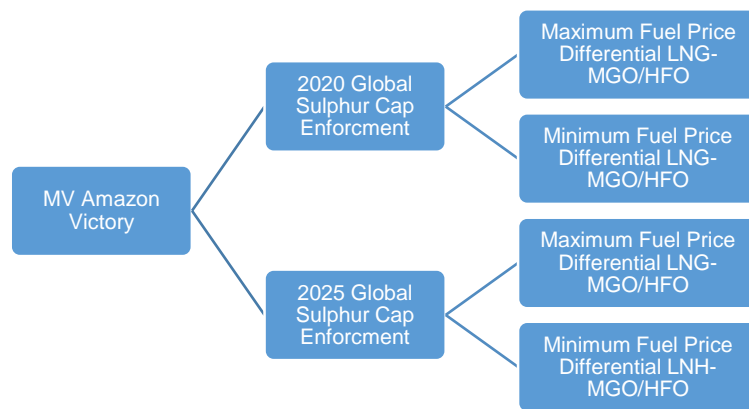 MV Amazon
Victory
2020 Global
Sulphur Cap
Enforcment
Maximum Fuel Price
Differential LNG-
MGO/HFO
Minimum Fuel Price
Differential LNG-
MGO/HFO
2025 Global
Sulphur Cap
Enforcment
Maximum Fuel Price
Differential LNG-
MGO/HFO
Minimum Fuel Price
Differential LNH-
MGO/HFO